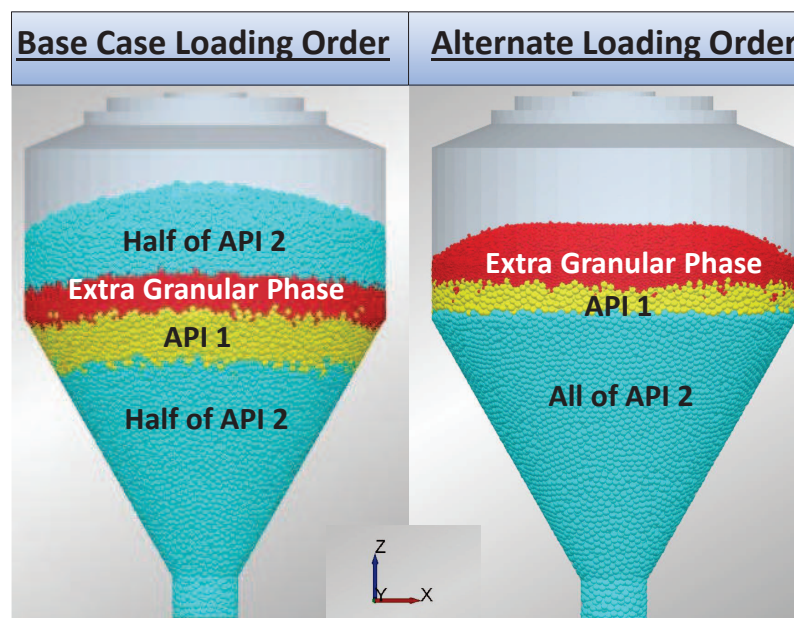 Base Case Loading Order
Alternate Loading Order
Half of API 2
Extra Granular Phase
API 1
Half of API 2
Extra Granular Phase
API 1
All of API 2
Z
Y
X